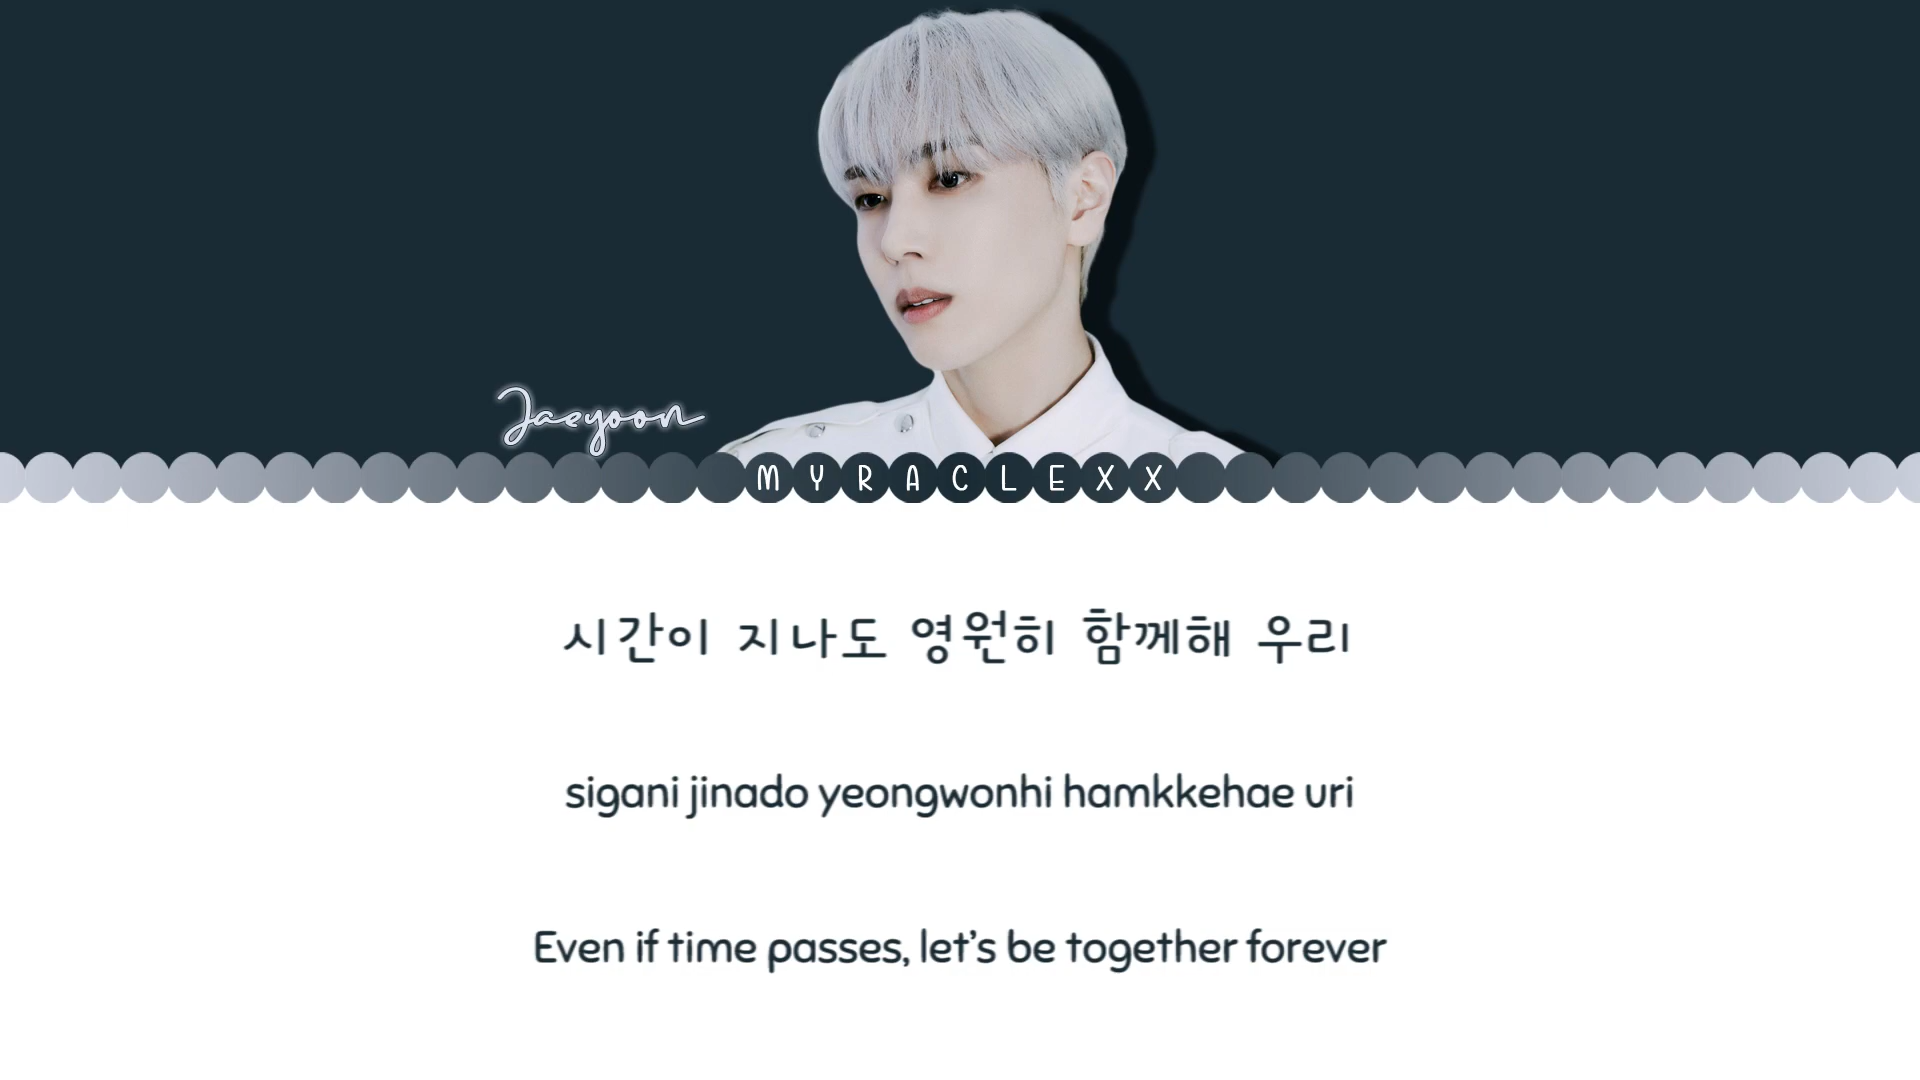 Jaeyoon
MYRACLEXX
시간이 지나도 영원히 함께해 우리
sigani jinado yeongwonhi hamkkehae uri
Even if time passes, let's be together forever